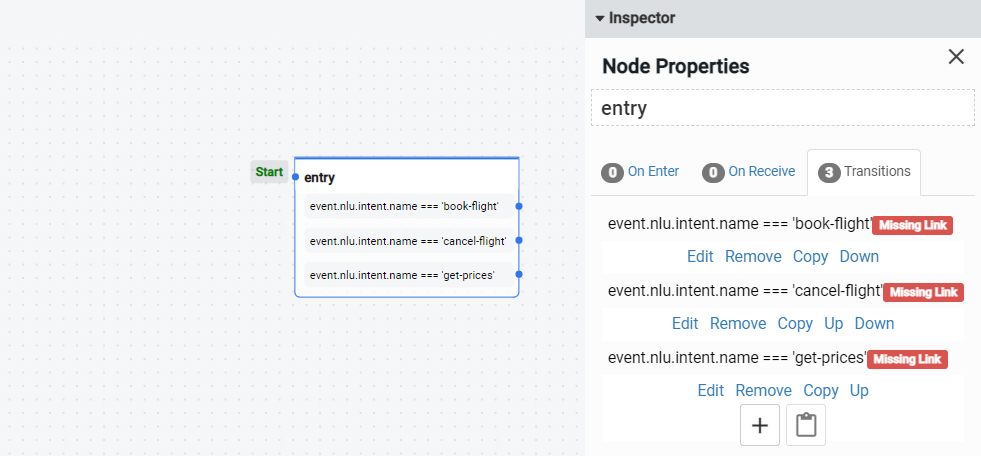 Inspector
Node Properties
entry
0 On Enter 0 On Receive 3 Transitions
Start
entry
event.nlu.intent.name === 'book-flight'
event.nlu.intent.name === 'cancel-flight'
event.nlu.intent.name === 'get-prices'
event.nlu.intent.name === 'book-flight' Missing Link
Edit Remove Copy Down
event.nlu.intent.name === 'cancel-flight' Missing Link
Edit Remove Copy Up Down
event.nlu.intent.name === 'get-prices' Missing Link
Edit Remove Copy Up